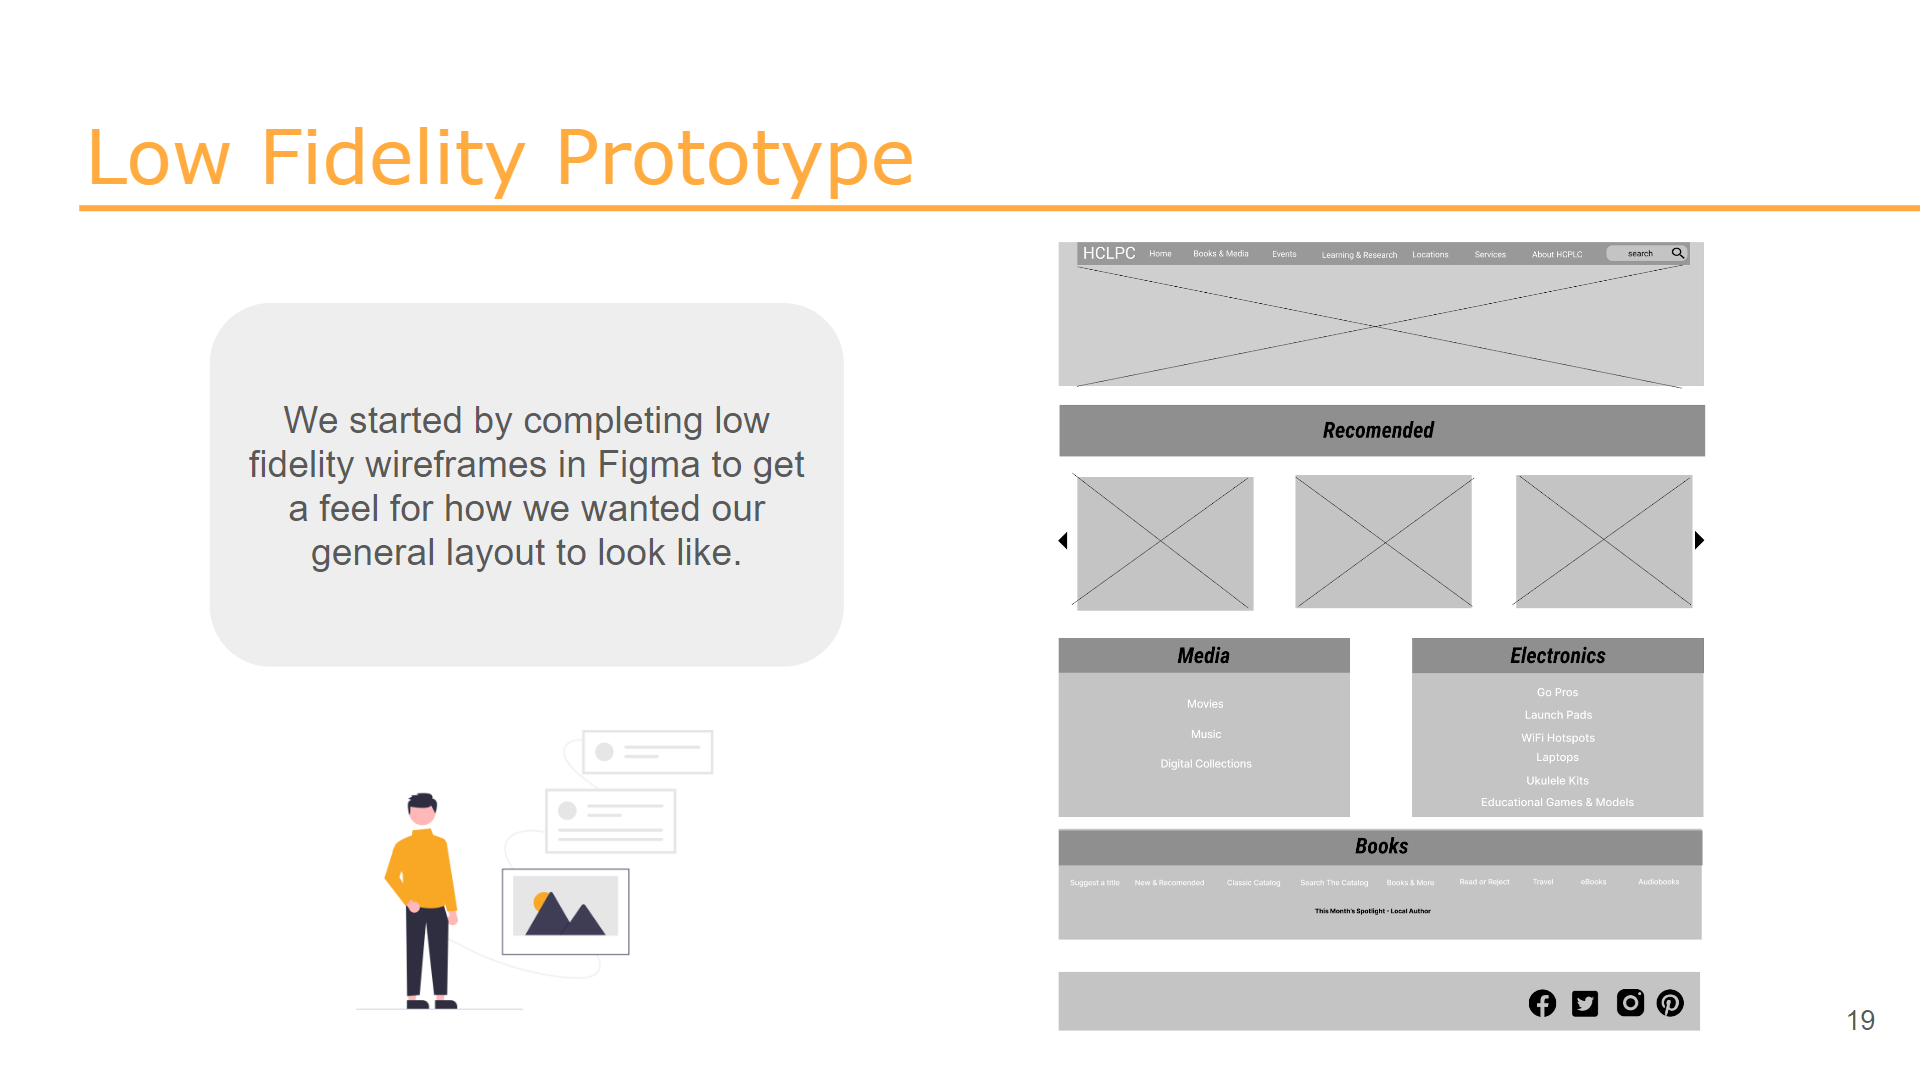 Low Fidelity Prototype
We started by completing low
fidelity wireframes in Figma to get
a feel for how we wanted our
general layout to look like.
HCLPC Home Books & Media Events Learning & Research Locations Services About HCPLC search
Recomended
Media
Movies
Music
Digital Collections
Electronics
Go Pros
Launch Pads
WiFi Hotspots
Laptops
Ukulele Kits
Educational Games & Models
Books
Suggest a title New & Recomended Classic Catalog Search The Catalog Books & More Read or Reject Travel eBooks Audiobooks
This Month's Spotlight - Local Author
19